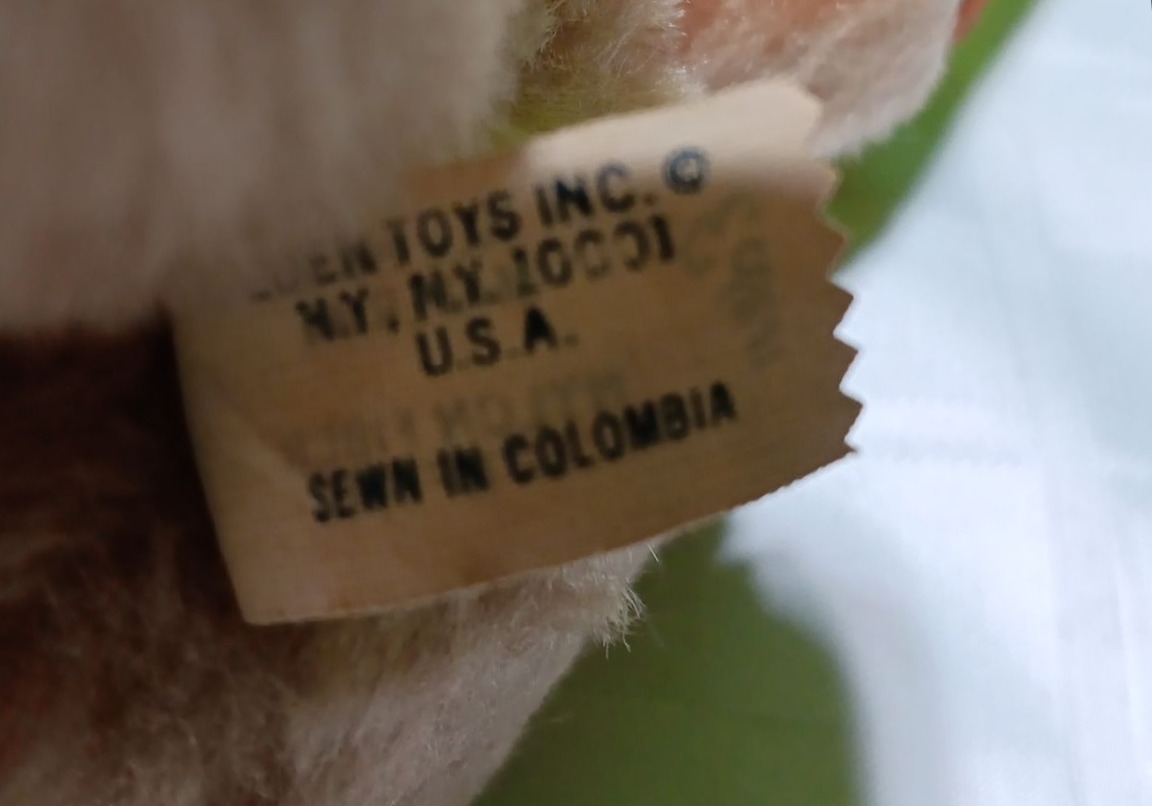 TOYS INC. ©
N.Y., N.Y. 10001
U.S.A.
SEWN IN COLOMBIA